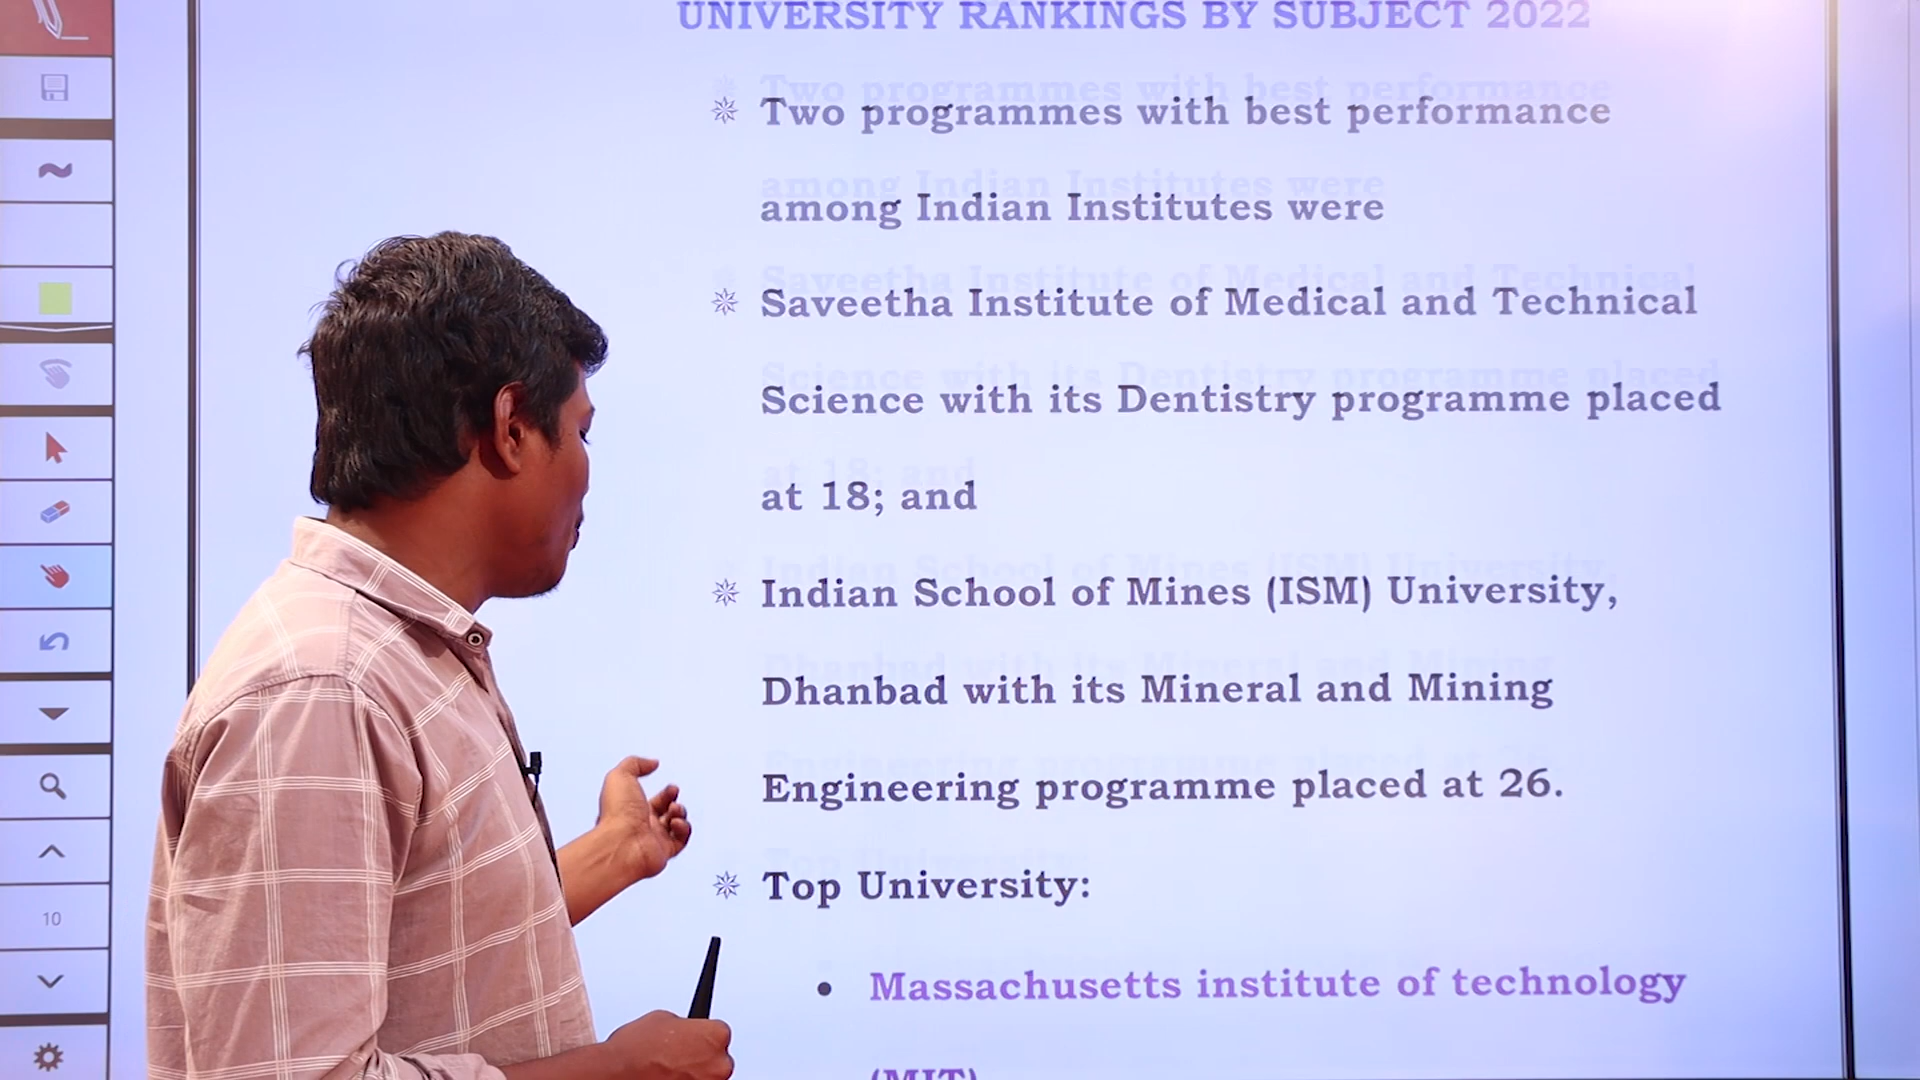 UNIVERSITY RANKINGS BY SUBJECT 2022
Two programmes with best performance
among Indian Institutes were
Saveetha Institute of Medical and Technical
Science with its Dentistry programme placed
at 18; and
Indian School of Mines (ISM) University,
Dhanbad with its Mineral and Mining
Engineering programme placed at 26.
Top University:
Massachusetts institute of technology
(MIT)
10